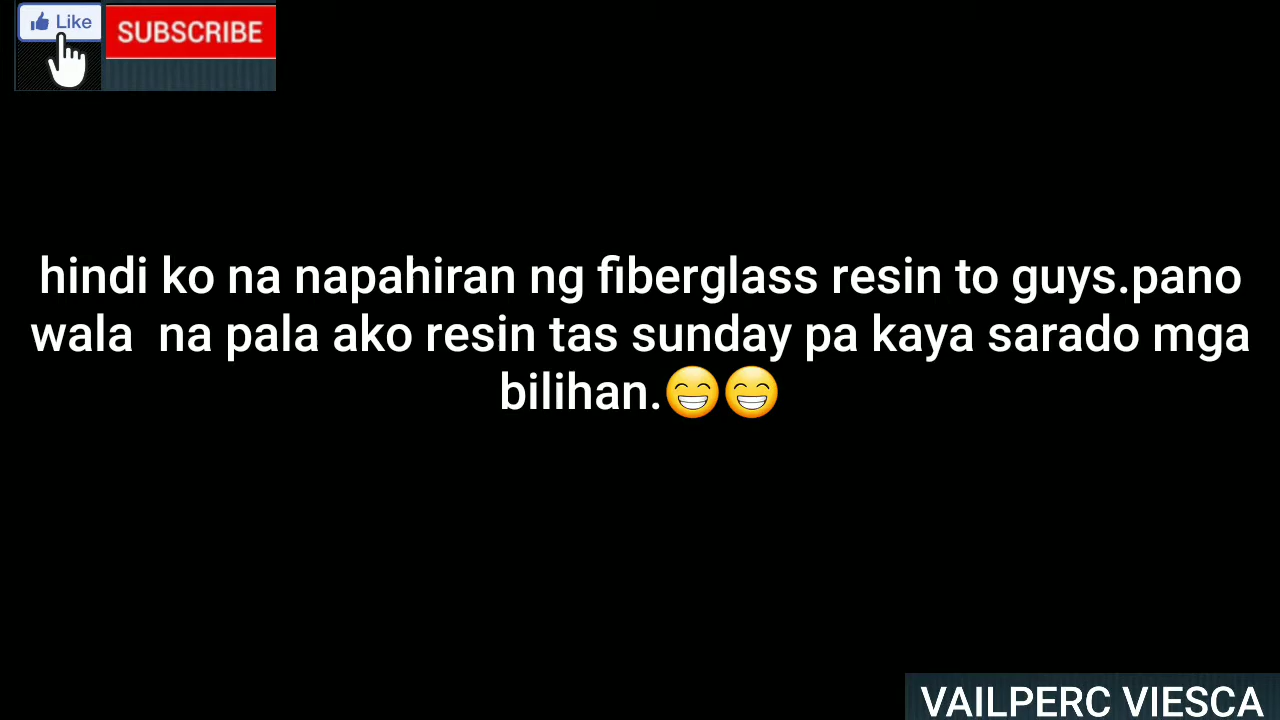 Like
SUBSCRIBE
hindi ko na napahiran ng fiberglass resin to guys.pano
wala  na pala ako resin tas sunday pa kaya sarado mga
bilihan.😁😁
VAILPERC VIESCA